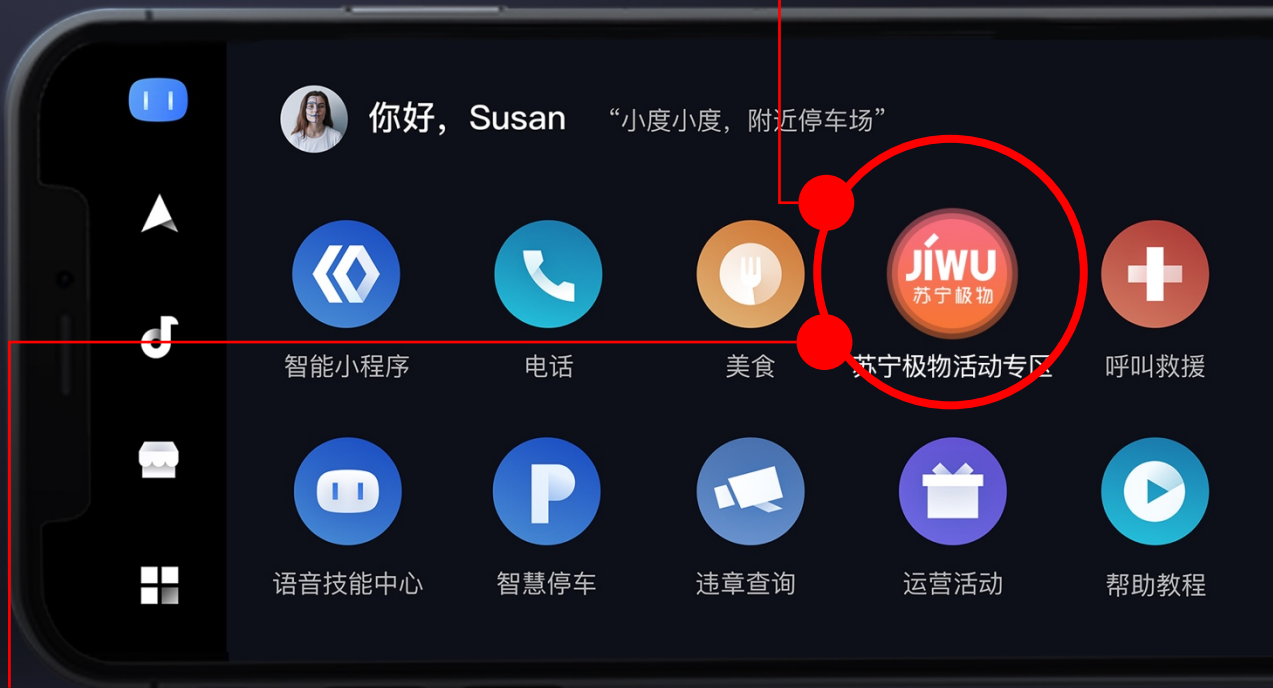 你好，Susan
“小度小度，附近停车场”
JÍWU
苏宁极物
智能小程序
电话
美食
苏宁极物活动专区
呼叫救援
P
语音技能中心
智慧停车
违章查询
运营活动
帮助教程